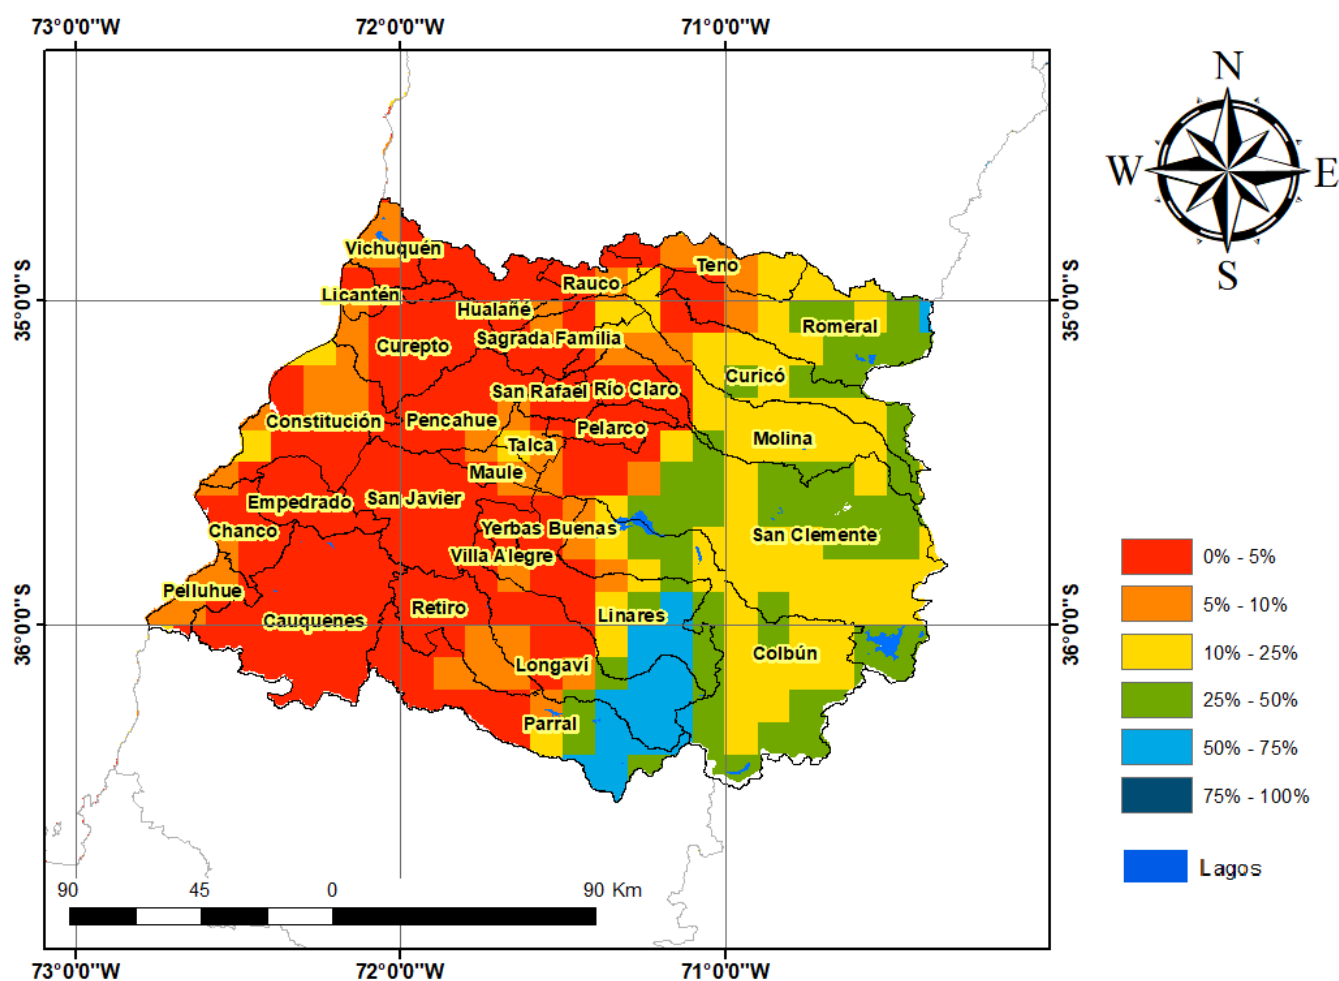 73°0'0"W 72°0'0"W 71°0'0"W
N
W E
S
35°0'0"S 35°0'0"S
36°0'0"S 36°0'0"S
Vichuquén
Teno
Rauco
Licantén
Hualañé
Romeral
Sagrada Familia
Curepto
Curicó
San Rafael Río Claro
Constitución Pencahue
Pelarco
Molina
Talca
Maule
San Javier
Empedrado
Yerbas Buenas
Chanco
San Clemente
Villa Alegre
Pelluhue
Retiro
Linares
Cauquenes
Colbún
Longaví
Parral
0% - 5%
5% - 10%
10% - 25%
25% - 50%
50% - 75%
75% - 100%
Lagos
90 45 0 90 Km
73°0'0"W 72°0'0"W 71°0'0"W